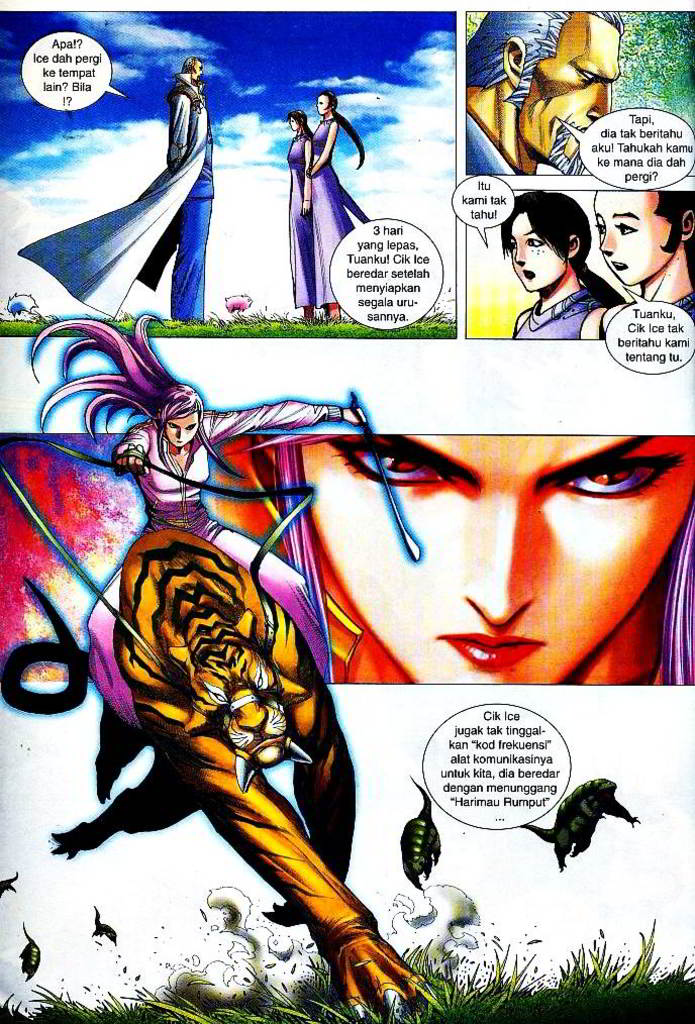 Apa!?
Ice dah pergi
ke tempat
lain? Bila
!?
3 hari
yang lepas,
Tuanku! Cik Ice
beredar setelah
menyiapkan
segala uru-
sannya.
Tapi,
dia tak beritahu
aku! Tahukah kamu
ke mana dia dah
pergi?
Itu
kami tak
tahu!
Tuanku,
Cik Ice tak
beritahu kami
tentang tu.
Cik Ice
jugak tak tinggal-
kan "kod frekuensi"
alat komunikasinya
untuk kita, dia beredar
dengan menunggang
"Harimau Rumput"
...